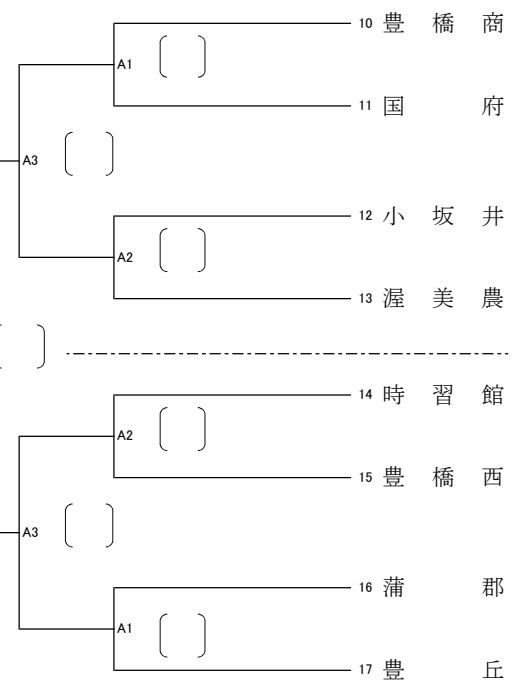 10 豊橋商
A1
11 国府
A3
12 小坂井
A2
13 渥美農
14 時習館
A2
15 豊橋西
A3
16 蒲郡
A1
17 豊丘